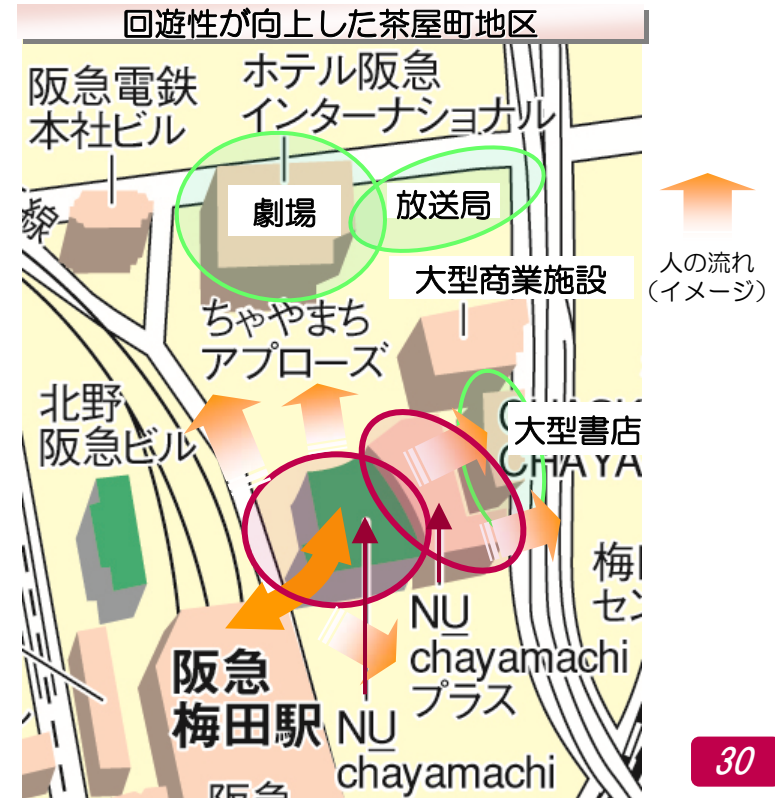 回遊性が向上した茶屋町地区
阪急電鉄
本社ビル
ホテル阪急
インターナショナル
劇場
放送局
人の流れ
（イメージ）
大型商業施設
線
ちゃやまち
アプローズ
北野
阪急ビル
大型書店
CHAYA
梅田
セン
NU
chayamachi
プラス
阪急
梅田駅
NU
chayamachi
阪急
30